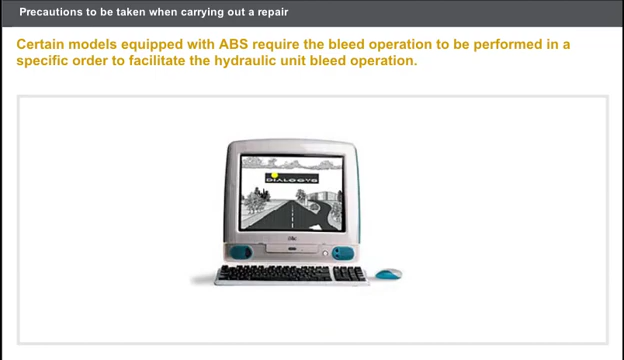 Precautions to be taken when carrying out a repair
Certain models equipped with ABS require the bleed operation to be performed in a
specific order to facilitate the hydraulic unit bleed operation.
DIALOGYS